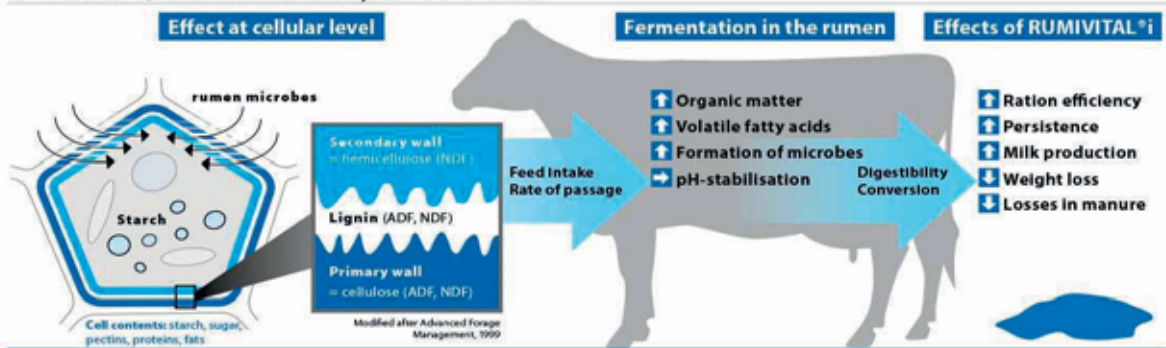 Effect at cellular level
rumen microbes
Starch
Cell contents: starch, sugar,
pectins, proteins, fats
Secondary wall
= hemicellulose (NDF)
Lignin (ADF, NDF)
Primary wall
= cellulose (ADF, NDF)
Modified after Advanced Forage
Management, 1999
Feed Intake
Rate of passage
Fermentation in the rumen
Organic matter
Volatile fatty acids
Formation of microbes
pH-stabilisation
Digestibility
Conversion
Effects of RUMIVITAL®i
Ration efficiency
Persistence
Milk production
Weight loss
Losses in manure